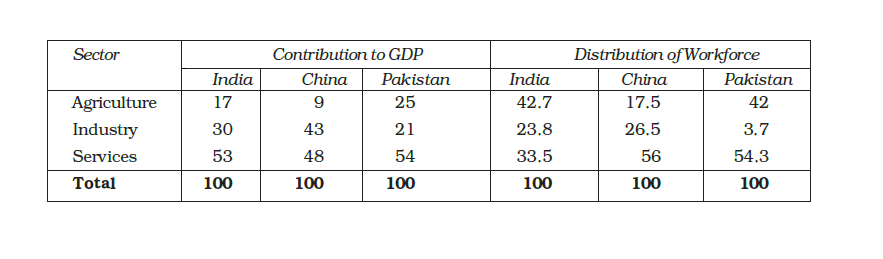 Sector Contribution to GDP Distribution of Workforce
India China Pakistan India China Pakistan
Agriculture 17 9 25 42.7 17.5 42
Industry 30 43 21 23.8 26.5 3.7
Services 53 48 54 33.5 56 54.3
Total 100 100 100 100 100 100